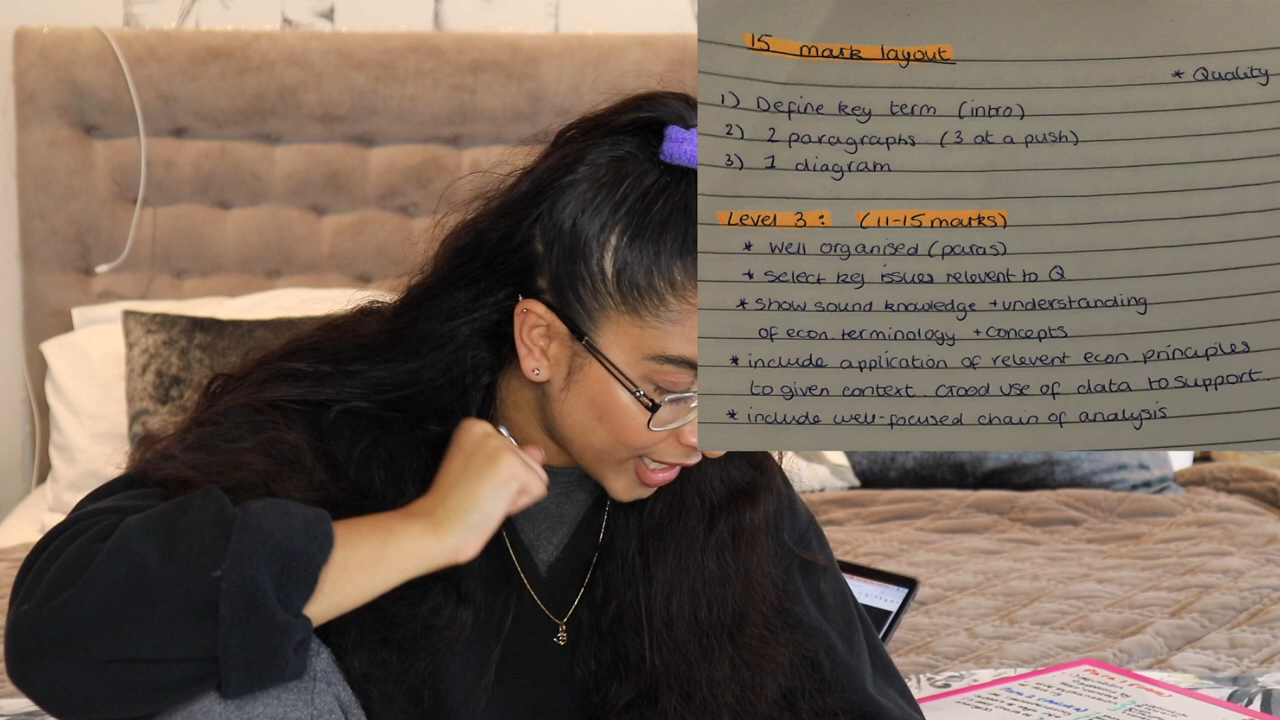 15 mark layout
* Quality
1) Define key term (intro)
2) 2 paragraphs (3 at a push)
3) 1 diagram
Level 3: (11-15 marks)
* well organised (paras)
* select key issues relevent to Q
* show sound knowledge + understanding
of econ. terminology + concepts
* include application of relevent econ principles
to given context. Good use of data to support.
* include well-focused chain of analysis